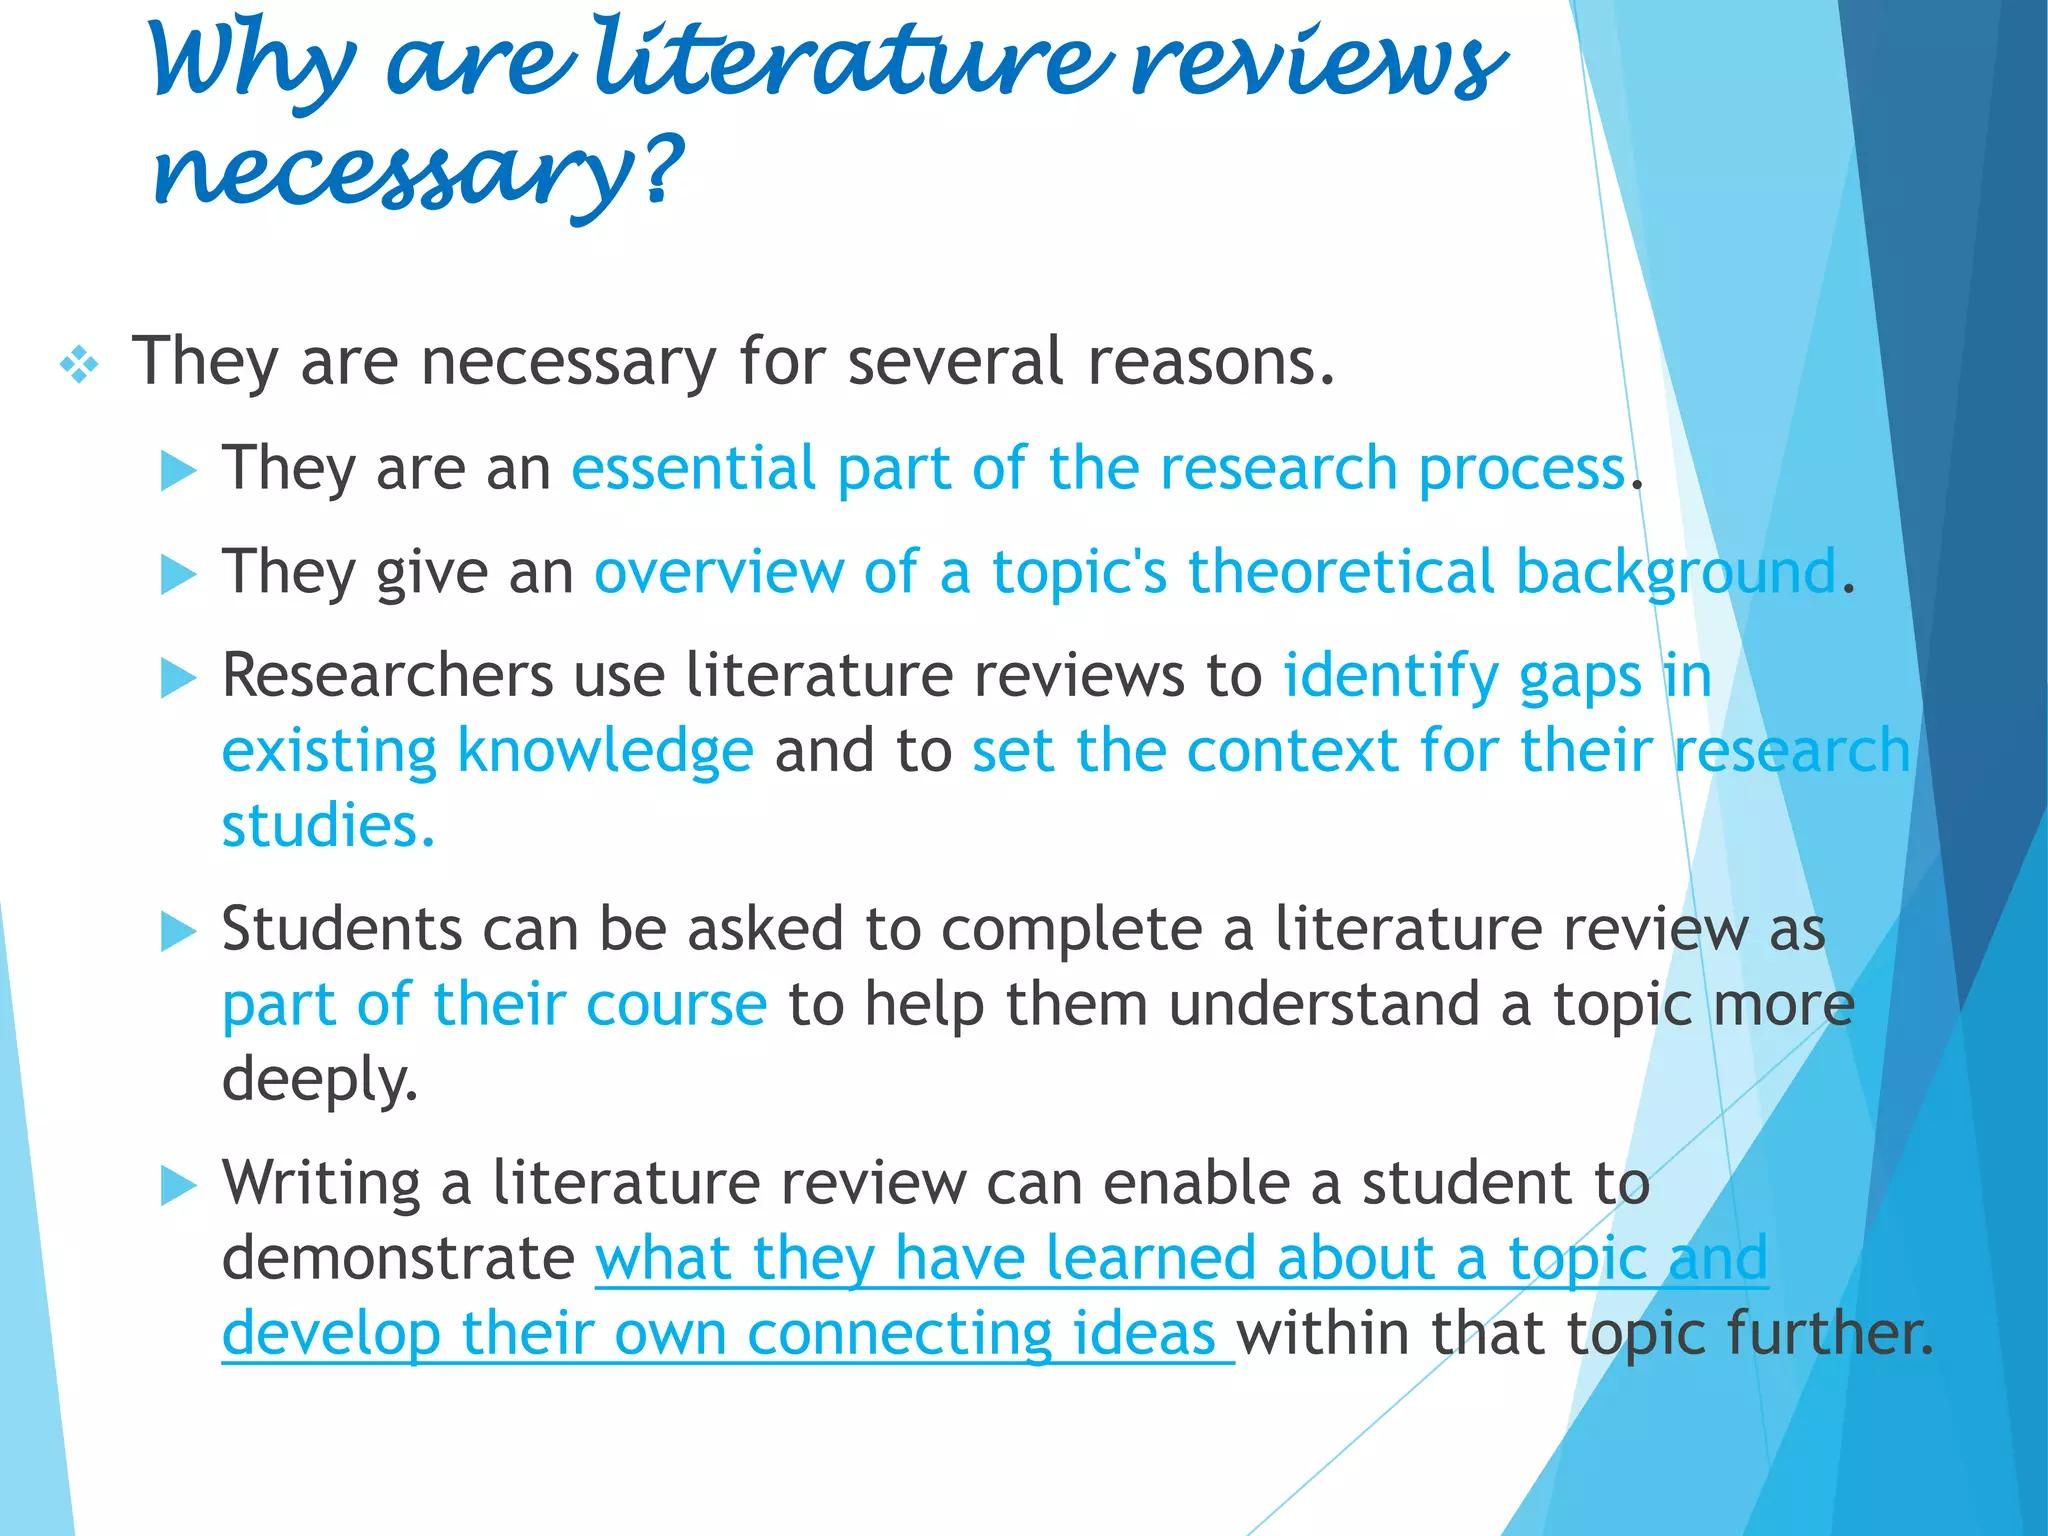 Why are literature reviews
necessary?
They are necessary for several reasons.
They are an essential part of the research process.
They give an overview of a topic's theoretical background.
Researchers use literature reviews to identify gaps in
existing knowledge and to set the context for their research
studies.
Students can be asked to complete a literature review as
part of their course to help them understand a topic more
deeply.
Writing a literature review can enable a student to
demonstrate what they have learned about a topic and
develop their own connecting ideas within that topic further.